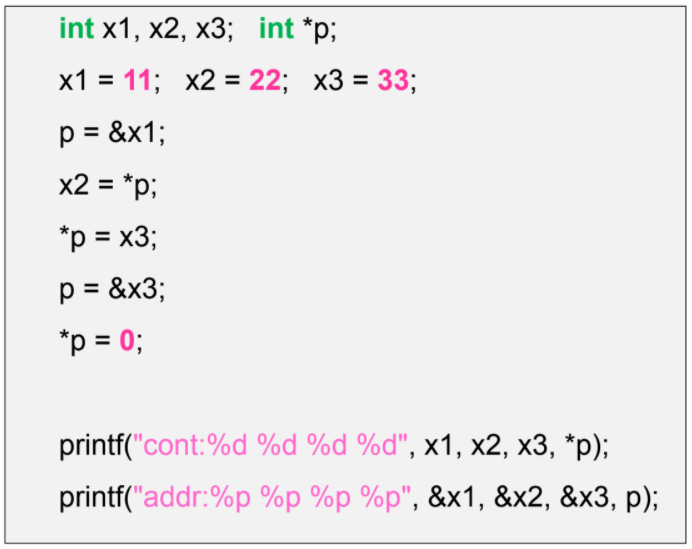 int x1, x2, x3; int *p;
x1 = 11; x2 = 22; x3 = 33;
p = &x1;
x2 = *p;
*p = x3;
p = &x3;
*p = 0;
printf("cont:%d %d %d %d", x1, x2, x3, *p);
printf("addr:%p %p %p %p", &x1, &x2, &x3, p);